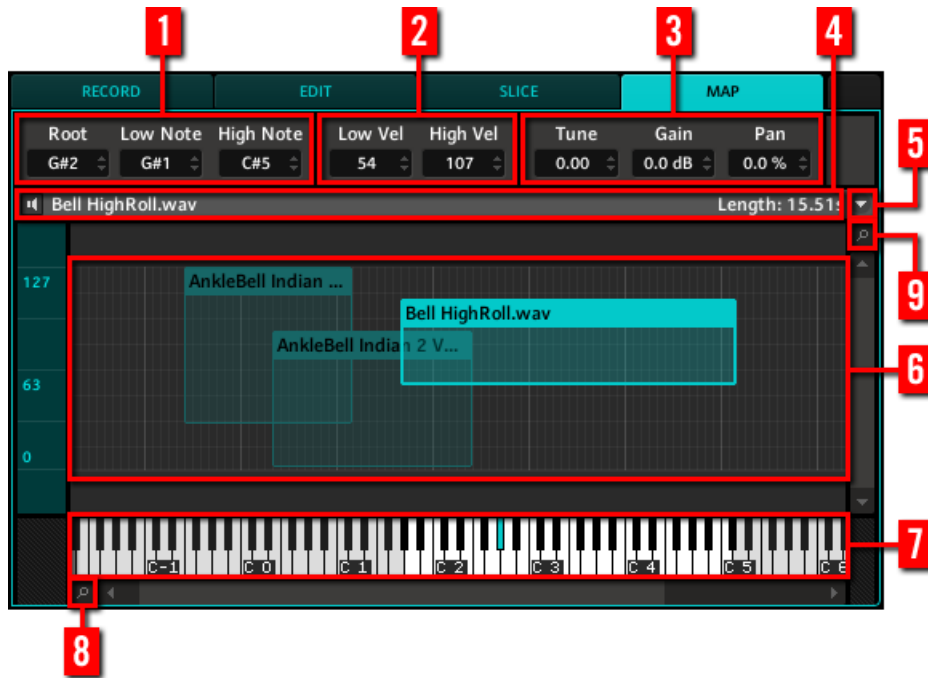 1 2 3 4
RECORD EDIT SLICE MAP
Root Low Note High Note Low Vel High Vel Tune Gain Pan
G#2 G#1 C#5 54 107 0.00 0.0 dB 0.0 %
5
Bell HighRoll.wav Length: 15.51s
9
127 AnkleBell Indian ...
Bell HighRoll.wav
AnkleBell Indian 2 V...
6
63
0
7
C-1 C 0 C 1 C 2 C 3 C 4 C 5 C 6
8